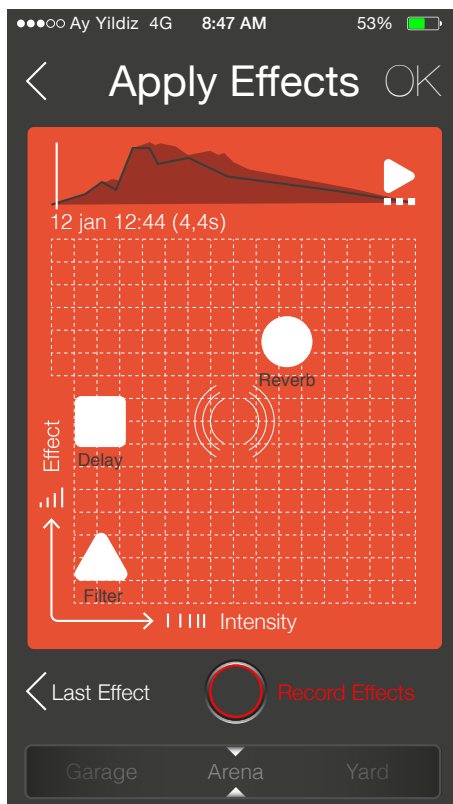 Ay Yildiz 4G 8:47 AM 53%
Apply Effects OK
12 jan 12:44 (4,4s)
Reverb
Effect
Delay
Filter
Intensity
Last Effect Record Effects
Garage Arena Yard